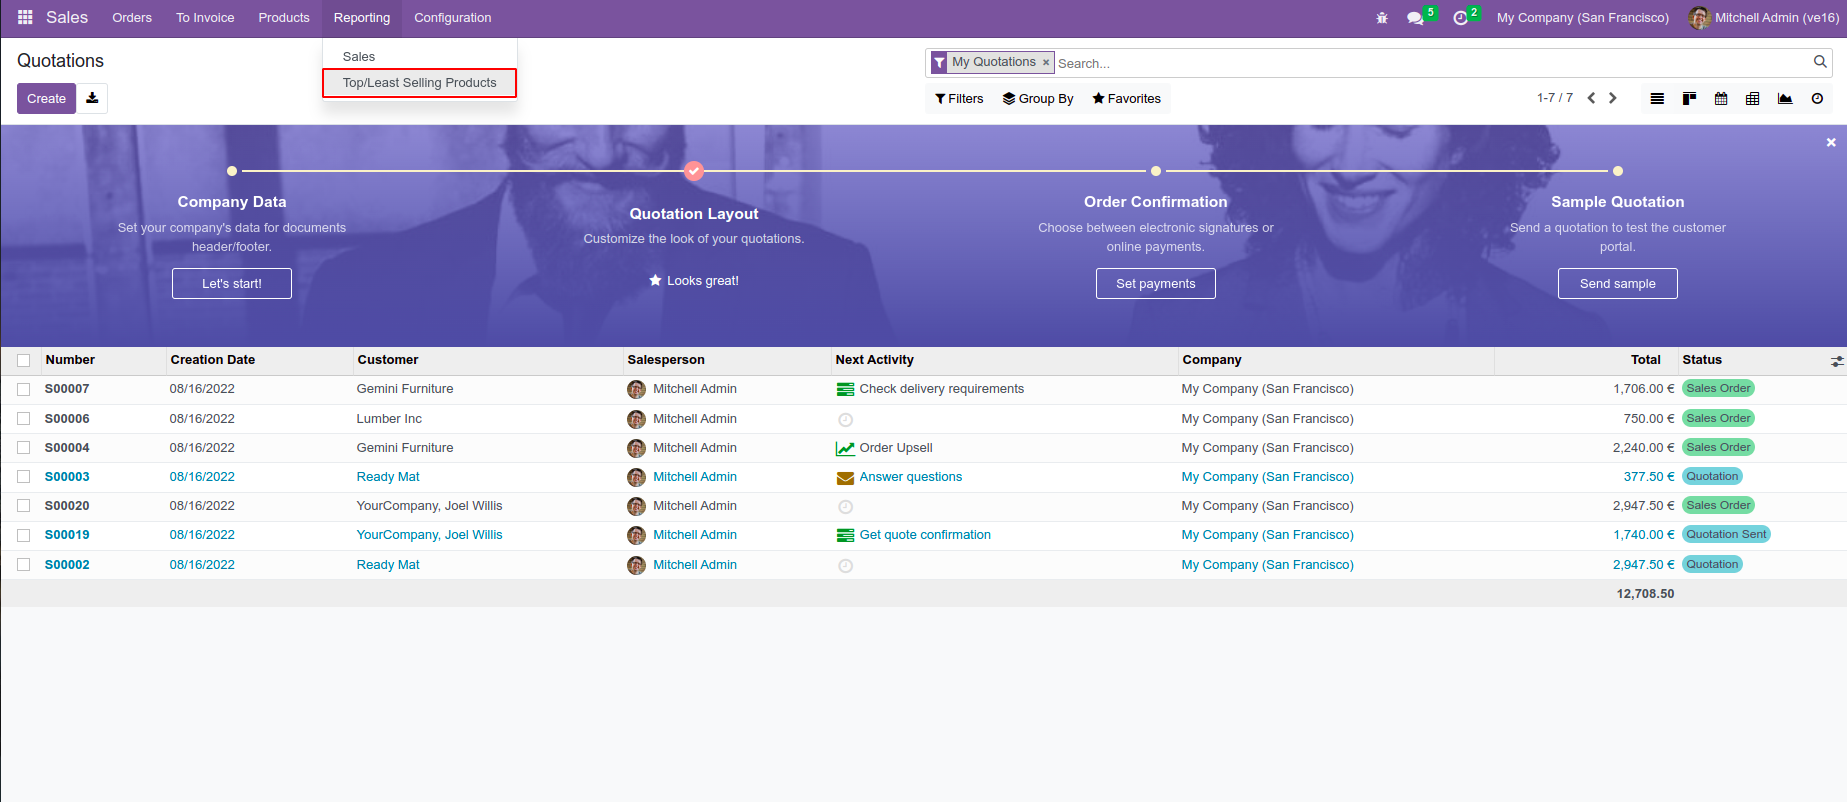 Sales Orders To Invoice Products Reporting Configuration 5 2 My Company (San Francisco) Mitchell Admin (ve16)
Sales
Top/Least Selling Products
Quotations
My Quotations × Search...
Create
Filters Group By Favorites 1-7 / 7
Company Data
Set your company's data for documents
header/footer.
Let's start!
Quotation Layout
Customize the look of your quotations.
Looks great!
Order Confirmation
Choose between electronic signatures or
online payments.
Set payments
Sample Quotation
Send a quotation to test the customer
portal.
Send sample
Number Creation Date Customer Salesperson Next Activity Company Total Status
S00007 08/16/2022 Gemini Furniture Mitchell Admin Check delivery requirements My Company (San Francisco) 1,706.00 € Sales Order
S00006 08/16/2022 Lumber Inc Mitchell Admin My Company (San Francisco) 750.00 € Sales Order
S00004 08/16/2022 Gemini Furniture Mitchell Admin Order Upsell My Company (San Francisco) 2,240.00 € Sales Order
S00003 08/16/2022 Ready Mat Mitchell Admin Answer questions My Company (San Francisco) 377.50 € Quotation
S00020 08/16/2022 YourCompany, Joel Willis Mitchell Admin My Company (San Francisco) 2,947.50 € Sales Order
S00019 08/16/2022 YourCompany, Joel Willis Mitchell Admin Get quote confirmation My Company (San Francisco) 1,740.00 € Quotation Sent
S00002 08/16/2022 Ready Mat Mitchell Admin My Company (San Francisco) 2,947.50 € Quotation
12,708.50